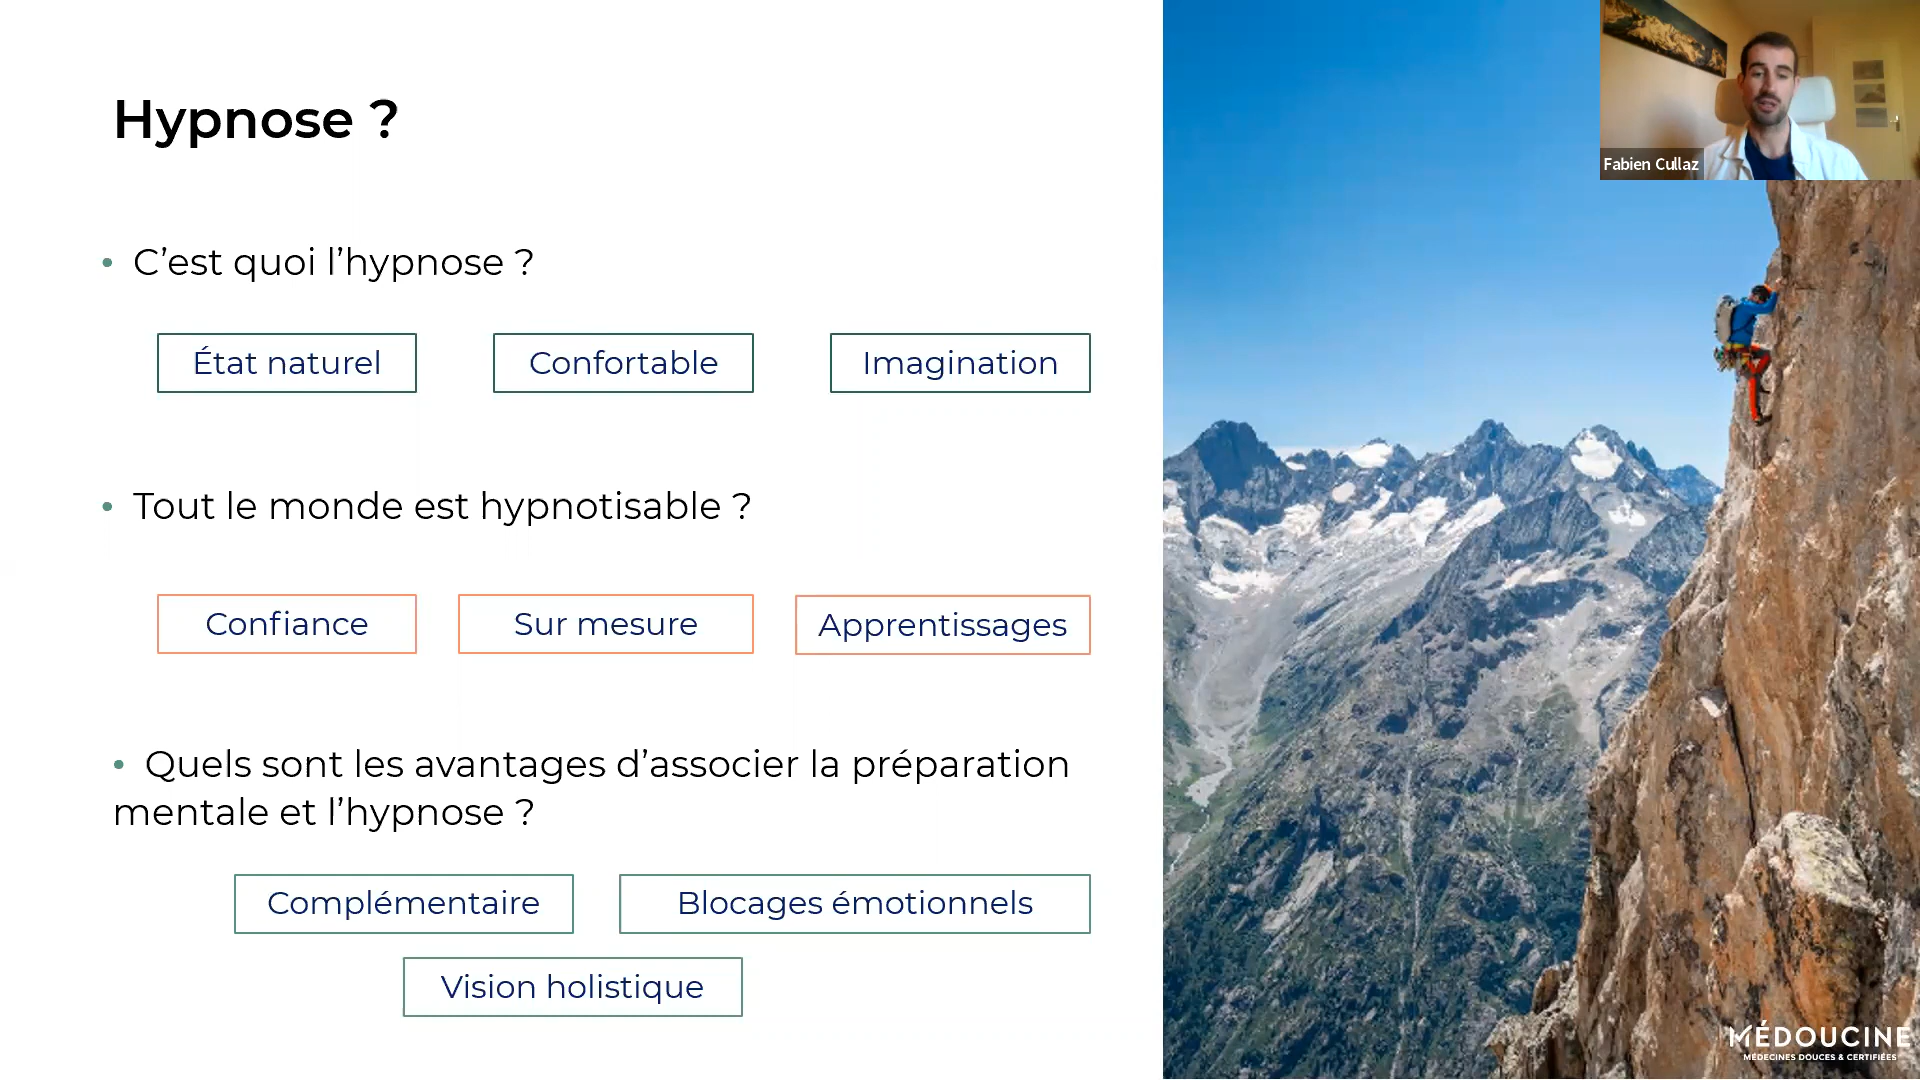 Hypnose ?
• C’est quoi l’hypnose ?
État naturel
Confortable
Imagination
• Tout le monde est hypnotisable ?
Confiance
Sur mesure
Apprentissages
• Quels sont les avantages d’associer la préparation
mentale et l’hypnose ?
Complémentaire
Blocages émotionnels
Vision holistique
Fabien Cullaz
MÉDOUCINE
MÉDECINES DOUCES & CERTIFIÉES